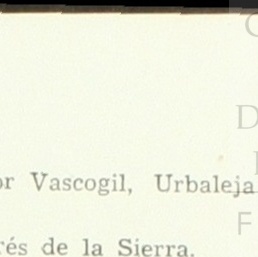 or Vascogil, Urbaleja
rés de la Sierra.